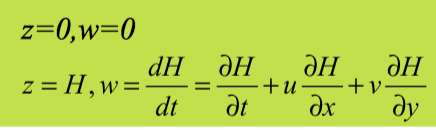 z=0,w=0
z = H, w = dH/dt = ∂H/∂t + u ∂H/∂x + v ∂H/∂y